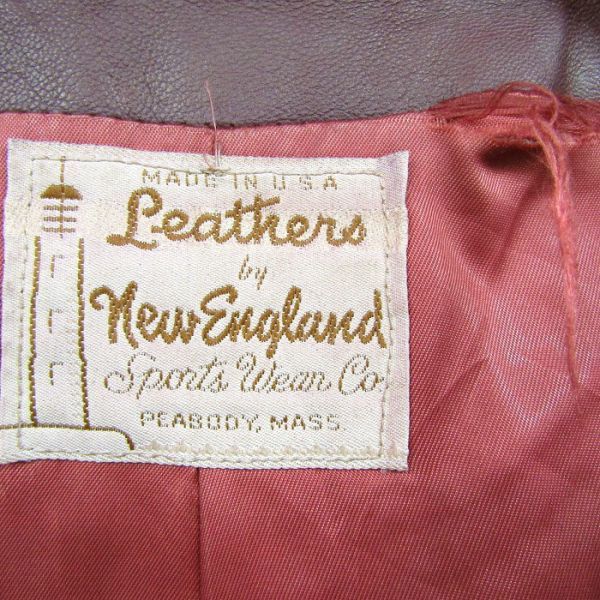 MADE IN U S A
Leathers
by
New England
Sports Wear Co
PEABODY, MASS.